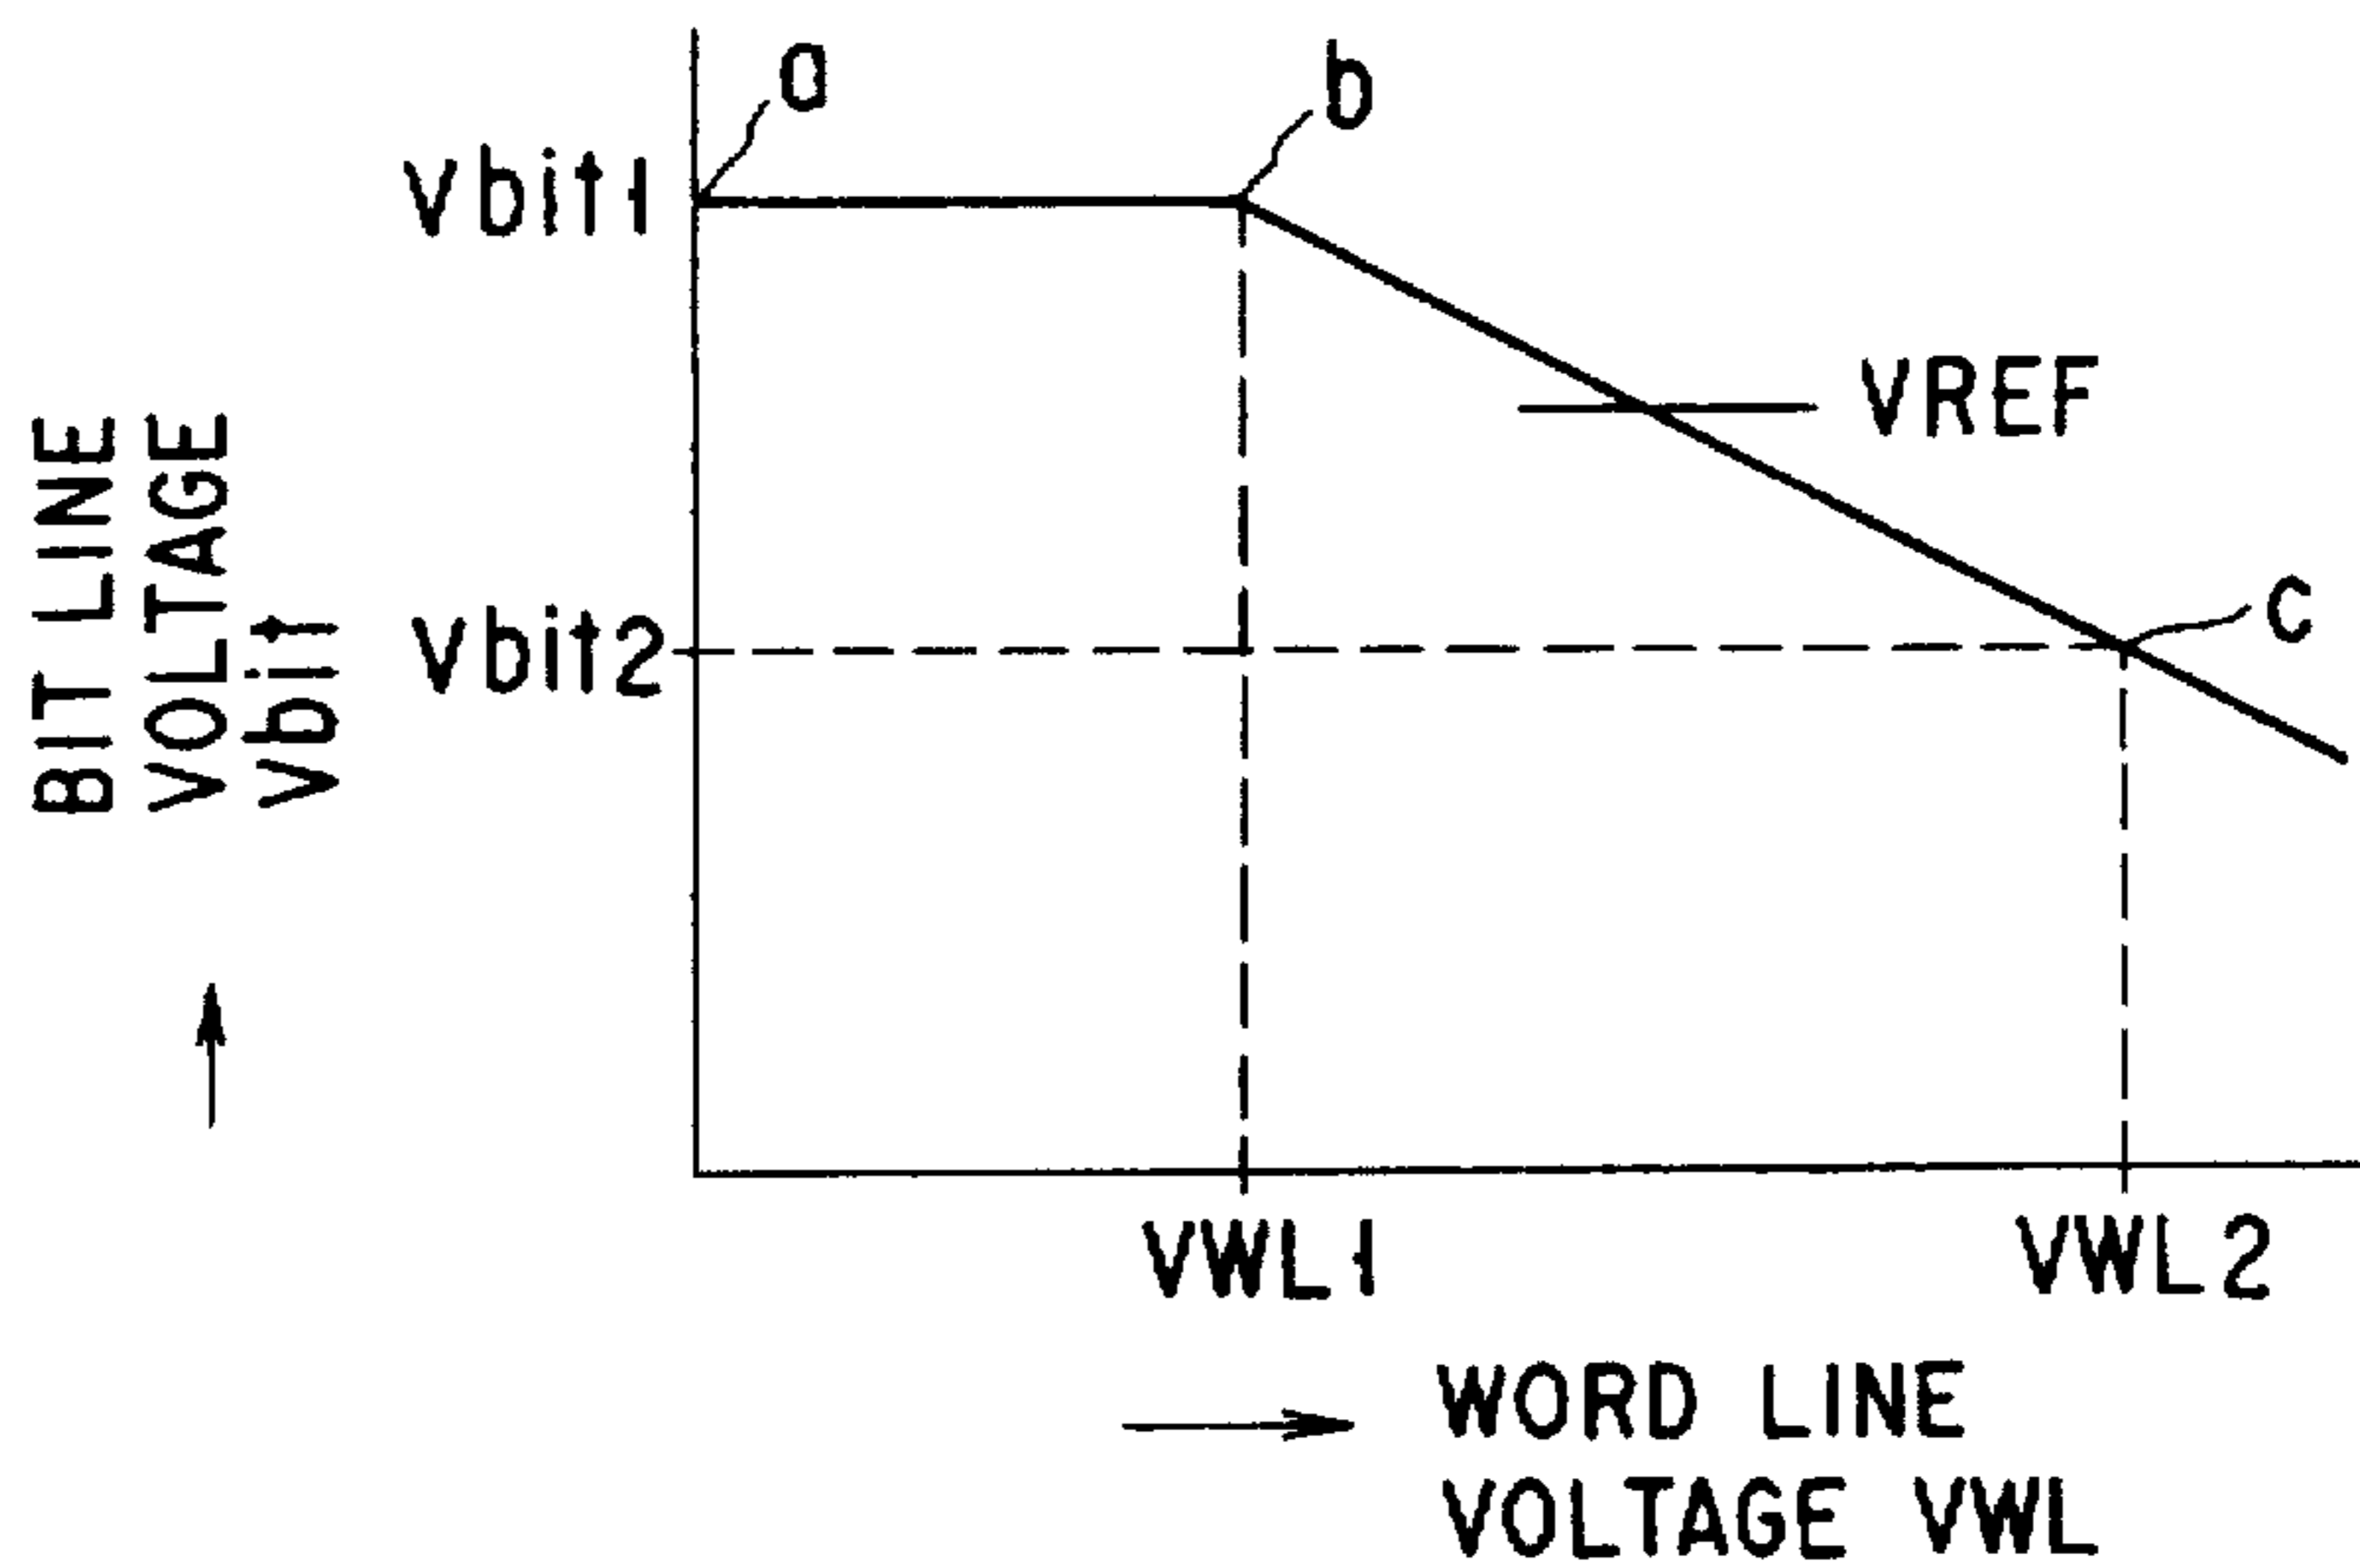 a
b
Vbit1
VREF
BIT LINE
VOLTAGE
Vbit
Vbit2
c
VWL1
VWL2
WORD LINE
VOLTAGE VWL